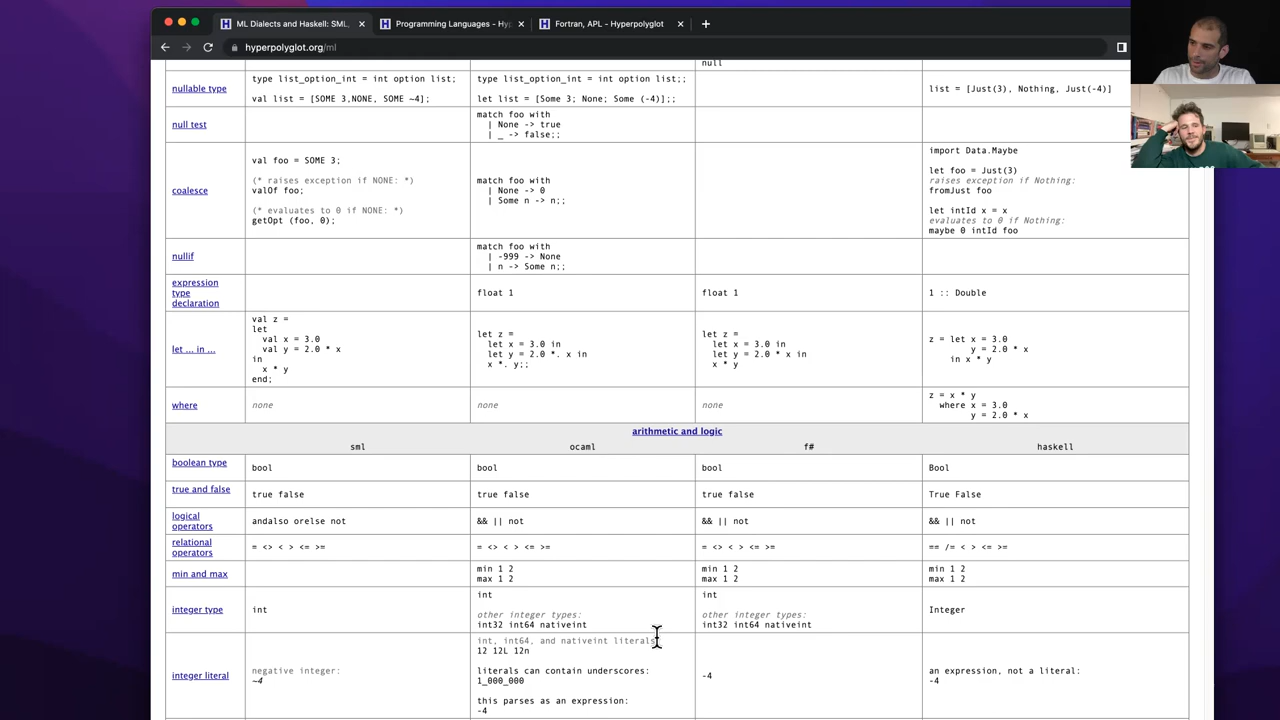 ML Dialects and Haskell: SML,
Programming Languages - Hy
Fortran, APL - Hyperpolyglot
hyperpolyglot.org/ml
null
nullable type
type list_option_int = int option list;
val list = [SOME 3,NONE, SOME ~4];
type list_option_int = int option list;;
let list = [Some 3; None; Some (-4)];;
list = [Just(3), Nothing, Just(-4)]
null test
match foo with
| None -> true
| _ -> false;;
coalesce
val foo = SOME 3;
(* raises exception if NONE: *)
valOf foo;
(* evaluates to 0 if NONE: *)
getOpt (foo, 0);
match foo with
| None -> 0
| Some n -> n;;
import Data.Maybe
let foo = Just(3)
raises exception if Nothing:
fromJust foo
let intId x = x
evaluates to 0 if Nothing:
maybe 0 intId foo
nullif
match foo with
| -999 -> None
| n -> Some n;;
expression
type
declaration
float 1
float 1
1 :: Double
let ... in ...
val z =
let
val x = 3.0
val y = 2.0 * x
in
x * y
end;
let z =
let x = 3.0 in
let y = 2.0 *. x in
x *. y;;
let z =
let x = 3.0 in
let y = 2.0 * x in
x * y
z = let x = 3.0
y = 2.0 * x
in x * y
where
none
none
none
z = x * y
where x = 3.0
y = 2.0 * x
arithmetic and logic
sml
ocaml
f#
haskell
boolean type
bool
bool
bool
Bool
true and false
true false
true false
true false
True False
logical
operators
andalso orelse not
&& || not
&& || not
&& || not
relational
operators
= <> < > <= >=
= <> < > <= >=
= <> < > <= >=
== /= < > <= >=
min and max
min 1 2
max 1 2
min 1 2
max 1 2
min 1 2
max 1 2
integer type
int
int
other integer types:
int32 int64 nativeint
int
other integer types:
int32 int64 nativeint
Integer
integer literal
negative integer:
~4
int, int64, and nativeint literals
12 12L 12n
literals can contain underscores:
1_000_000
this parses as an expression:
-4
-4
an expression, not a literal:
-4